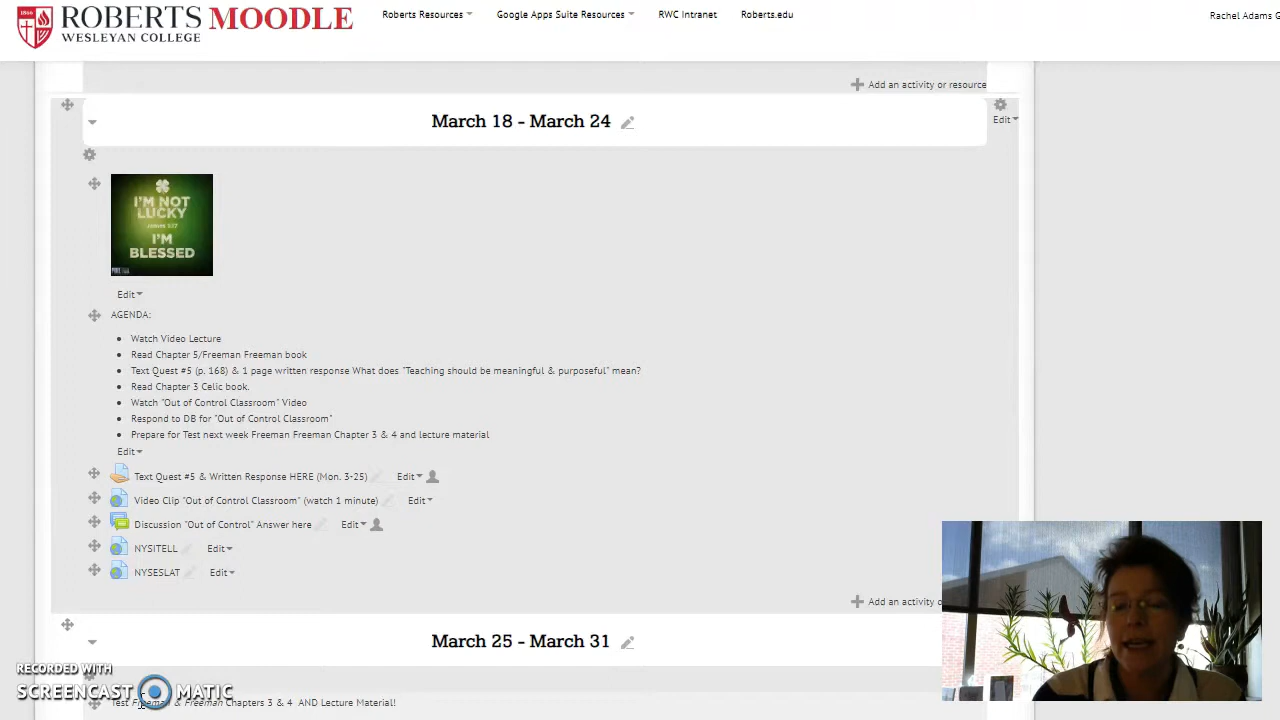 1866
ROBERTS MOODLE
WESLEYAN COLLEGE
Roberts Resources
Google Apps Suite Resources
RWC Intranet
Roberts.edu
Rachel Adams G
Add an activity or resource
March 18 - March 24
Edit
I'M NOT
LUCKY
I'M
BLESSED
Edit
AGENDA:
Watch Video Lecture
Read Chapter 5/Freeman Freeman book
Text Quest #5 (p. 168) & 1 page written response What does "Teaching should be meaningful & purposeful" mean?
Read Chapter 3 Celic book.
Watch "Out of Control Classroom" Video
Respond to DB for "Out of Control Classroom"
Prepare for Test next week Freeman Freeman Chapter 3 & 4 and lecture material
Edit
Text Quest #5 & Written Response HERE (Mon. 3-25) Edit
Video Clip "Out of Control Classroom" (watch 1 minute) Edit
Discussion "Out of Control" Answer here Edit
NYSITELL Edit
NYSESLAT Edit
Add an activity o
March 25 - March 31
RECORDED WITH
SCREENCAST MATIC
Test Freeman & Freeman Chapters 3 & 4 AND Lecture Material!